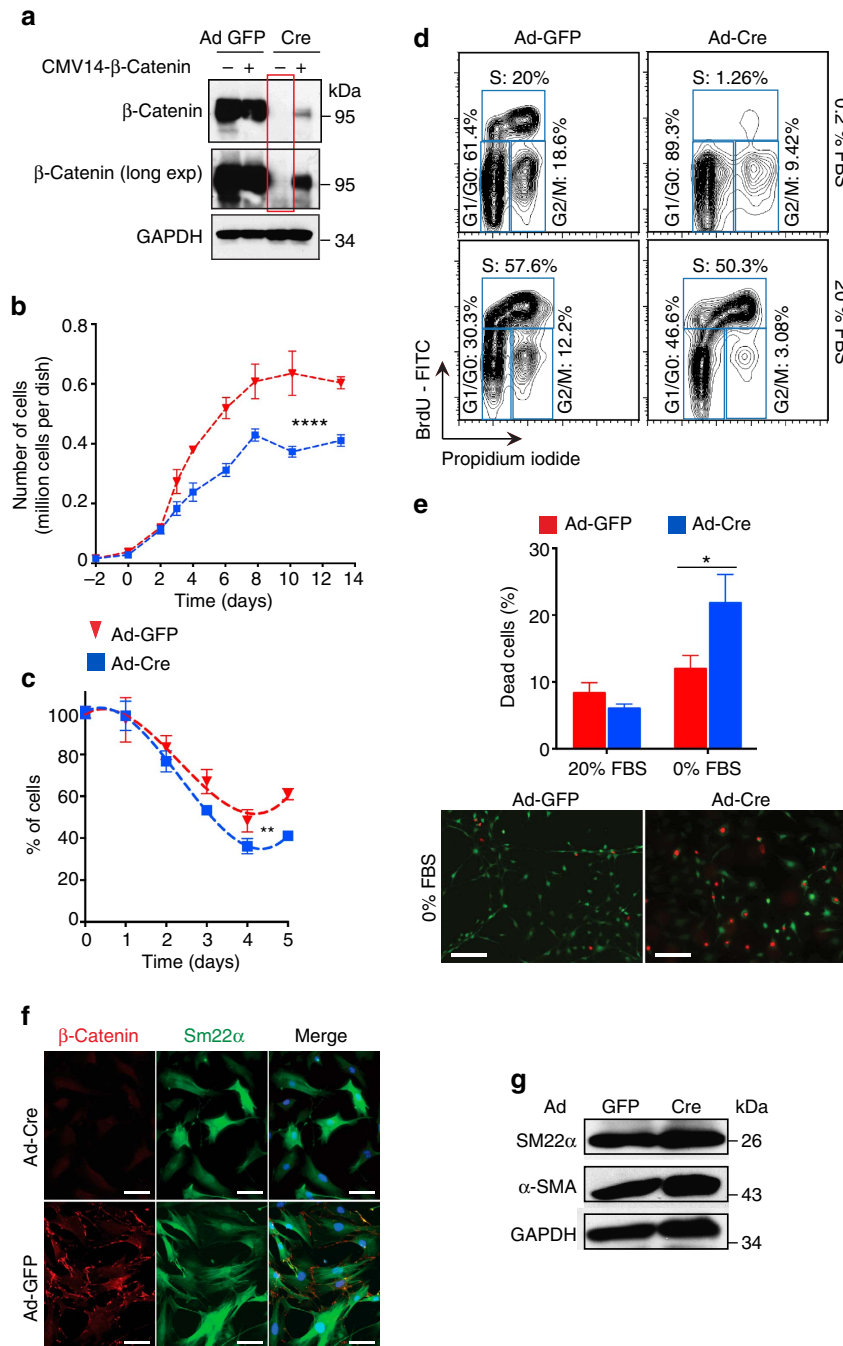 a
Ad GFP Cre
CMV14-β-Catenin − + − + kDa
β-Catenin 95
β-Catenin (long exp) 95
GAPDH 34
b
Number of cells
(million cells per dish)
0.8
0.6
0.4
0.2
0
****
−2 0 2 4 6 8 10 12 14
Time (days)
Ad-GFP
Ad-Cre
c
% of cells
100
80
60
40
20
0
**
0 1 2 3 4 5
Time (days)
d
Ad-GFP Ad-Cre
S: 20%
G1/G0: 61.4%
G2/M: 18.6%
S: 1.26%
G1/G0: 89.3%
G2/M: 9.42%
0.2 % FBS
S: 57.6%
G1/G0: 30.3%
G2/M: 12.2%
S: 50.3%
G1/G0: 46.6%
G2/M: 3.08%
20 % FBS
BrdU - FITC
Propidium iodide
e
Ad-GFP Ad-Cre
Dead cells (%)
30
20
10
0
*
20% FBS 0% FBS
Ad-GFP Ad-Cre
0% FBS
f
β-Catenin Sm22α Merge
Ad-Cre
Ad-GFP
g
Ad GFP Cre kDa
SM22α 26
α-SMA 43
GAPDH 34